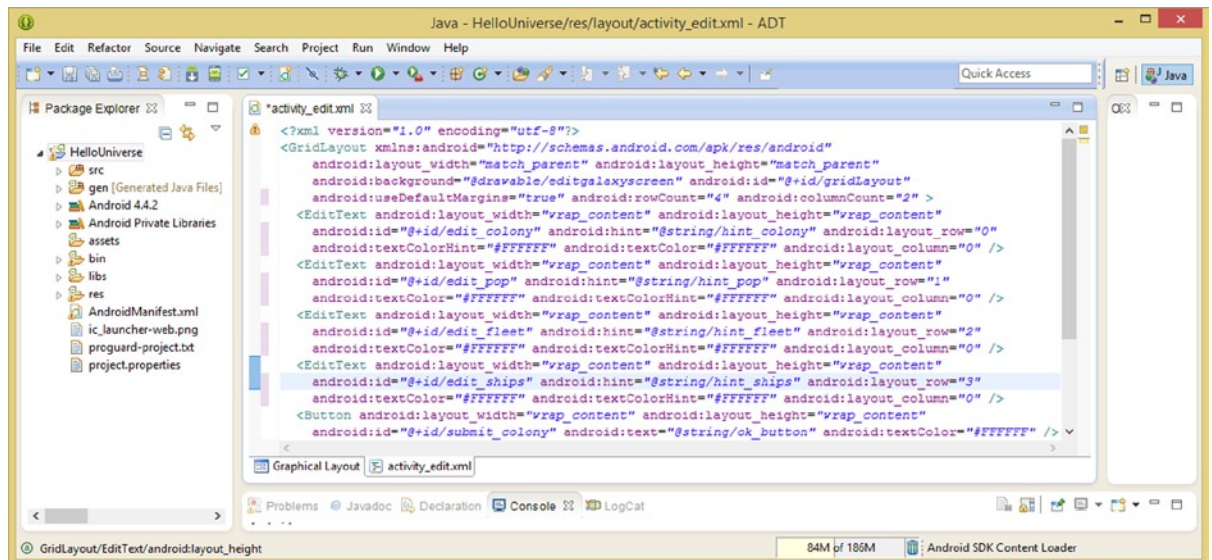 Java - HelloUniverse/res/layout/activity_edit.xml - ADT
File Edit Refactor Source Navigate Search Project Run Window Help
Quick Access
Java
Package Explorer
*activity_edit.xml
HelloUniverse
src
gen [Generated Java Files]
Android 4.4.2
Android Private Libraries
assets
bin
libs
res
AndroidManifest.xml
ic_launcher-web.png
proguard-project.txt
project.properties
<?xml version="1.0" encoding="utf-8"?>
<GridLayout xmlns:android="http://schemas.android.com/apk/res/android"
android:layout_width="match_parent" android:layout_height="match_parent"
android:background="@drawable/editgalaxyscreen" android:id="@+id/gridLayout"
android:useDefaultMargins="true" android:rowCount="4" android:columnCount="2" >
<EditText android:layout_width="wrap_content" android:layout_height="wrap_content"
android:id="@+id/edit_colony" android:hint="@string/hint_colony" android:layout_row="0"
android:textColorHint="#FFFFFF" android:textColor="#FFFFFF" android:layout_column="0" />
<EditText android:layout_width="wrap_content" android:layout_height="wrap_content"
android:id="@+id/edit_pop" android:hint="@string/hint_pop" android:layout_row="1"
android:textColor="#FFFFFF" android:textColorHint="#FFFFFF" android:layout_column="0" />
<EditText android:layout_width="wrap_content" android:layout_height="wrap_content"
android:id="@+id/edit_fleet" android:hint="@string/hint_fleet" android:layout_row="2"
android:textColor="#FFFFFF" android:textColorHint="#FFFFFF" android:layout_column="0" />
<EditText android:layout_width="wrap_content" android:layout_height="wrap_content"
android:id="@+id/edit_ships" android:hint="@string/hint_ships" android:layout_row="3"
android:textColor="#FFFFFF" android:textColorHint="#FFFFFF" android:layout_column="0" />
<Button android:layout_width="wrap_content" android:layout_height="wrap_content"
android:id="@+id/submit_colony" android:text="@string/ok_button" android:textColor="#FFFFFF" />
Graphical Layout activity_edit.xml
Problems Javadoc Declaration Console LogCat
GridLayout/EditText/android:layout_height
84M of 186M
Android SDK Content Loader